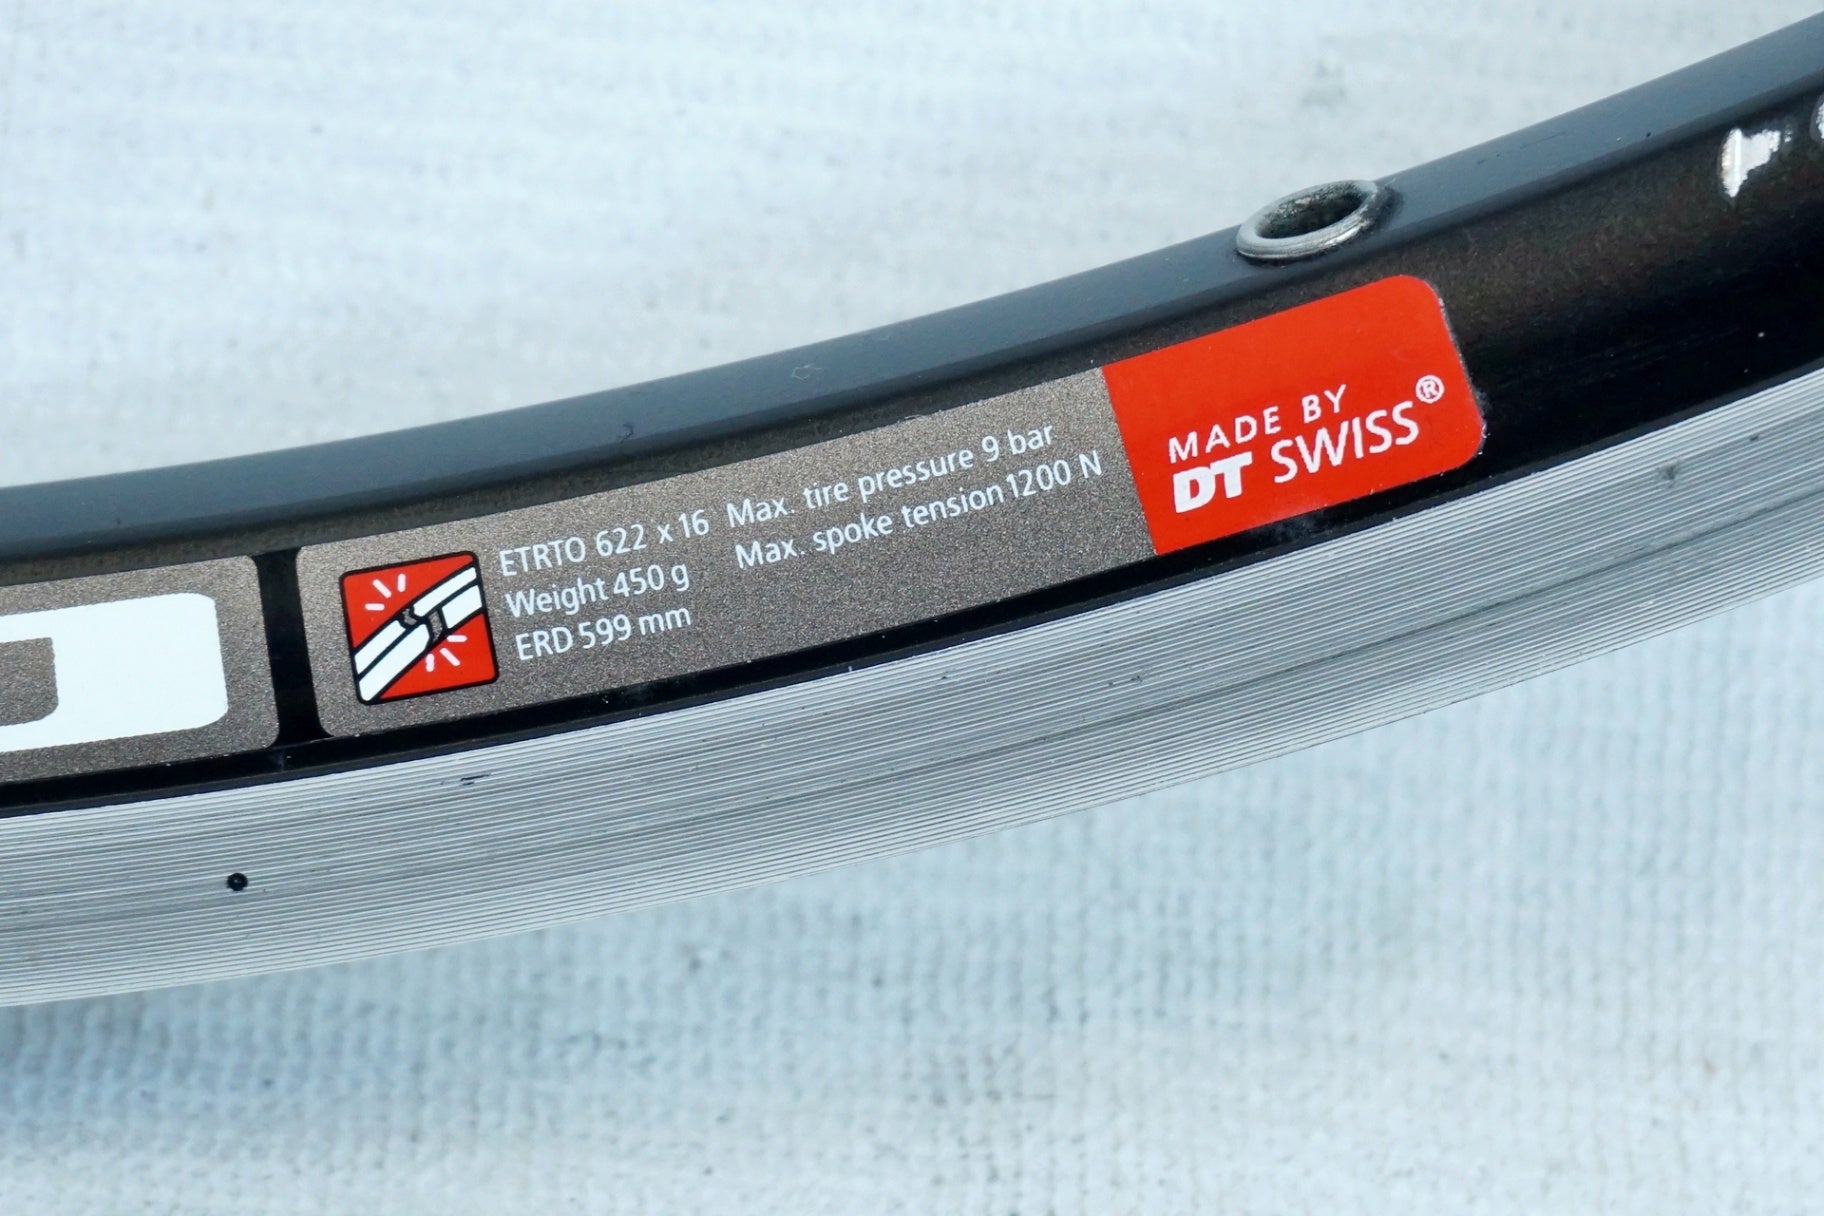 ETRTO 622 x 16
Weight 450 g
ERD 599 mm
Max. tire pressure 9 bar
Max. spoke tension 1200 N
MADE BY
DT SWISS®